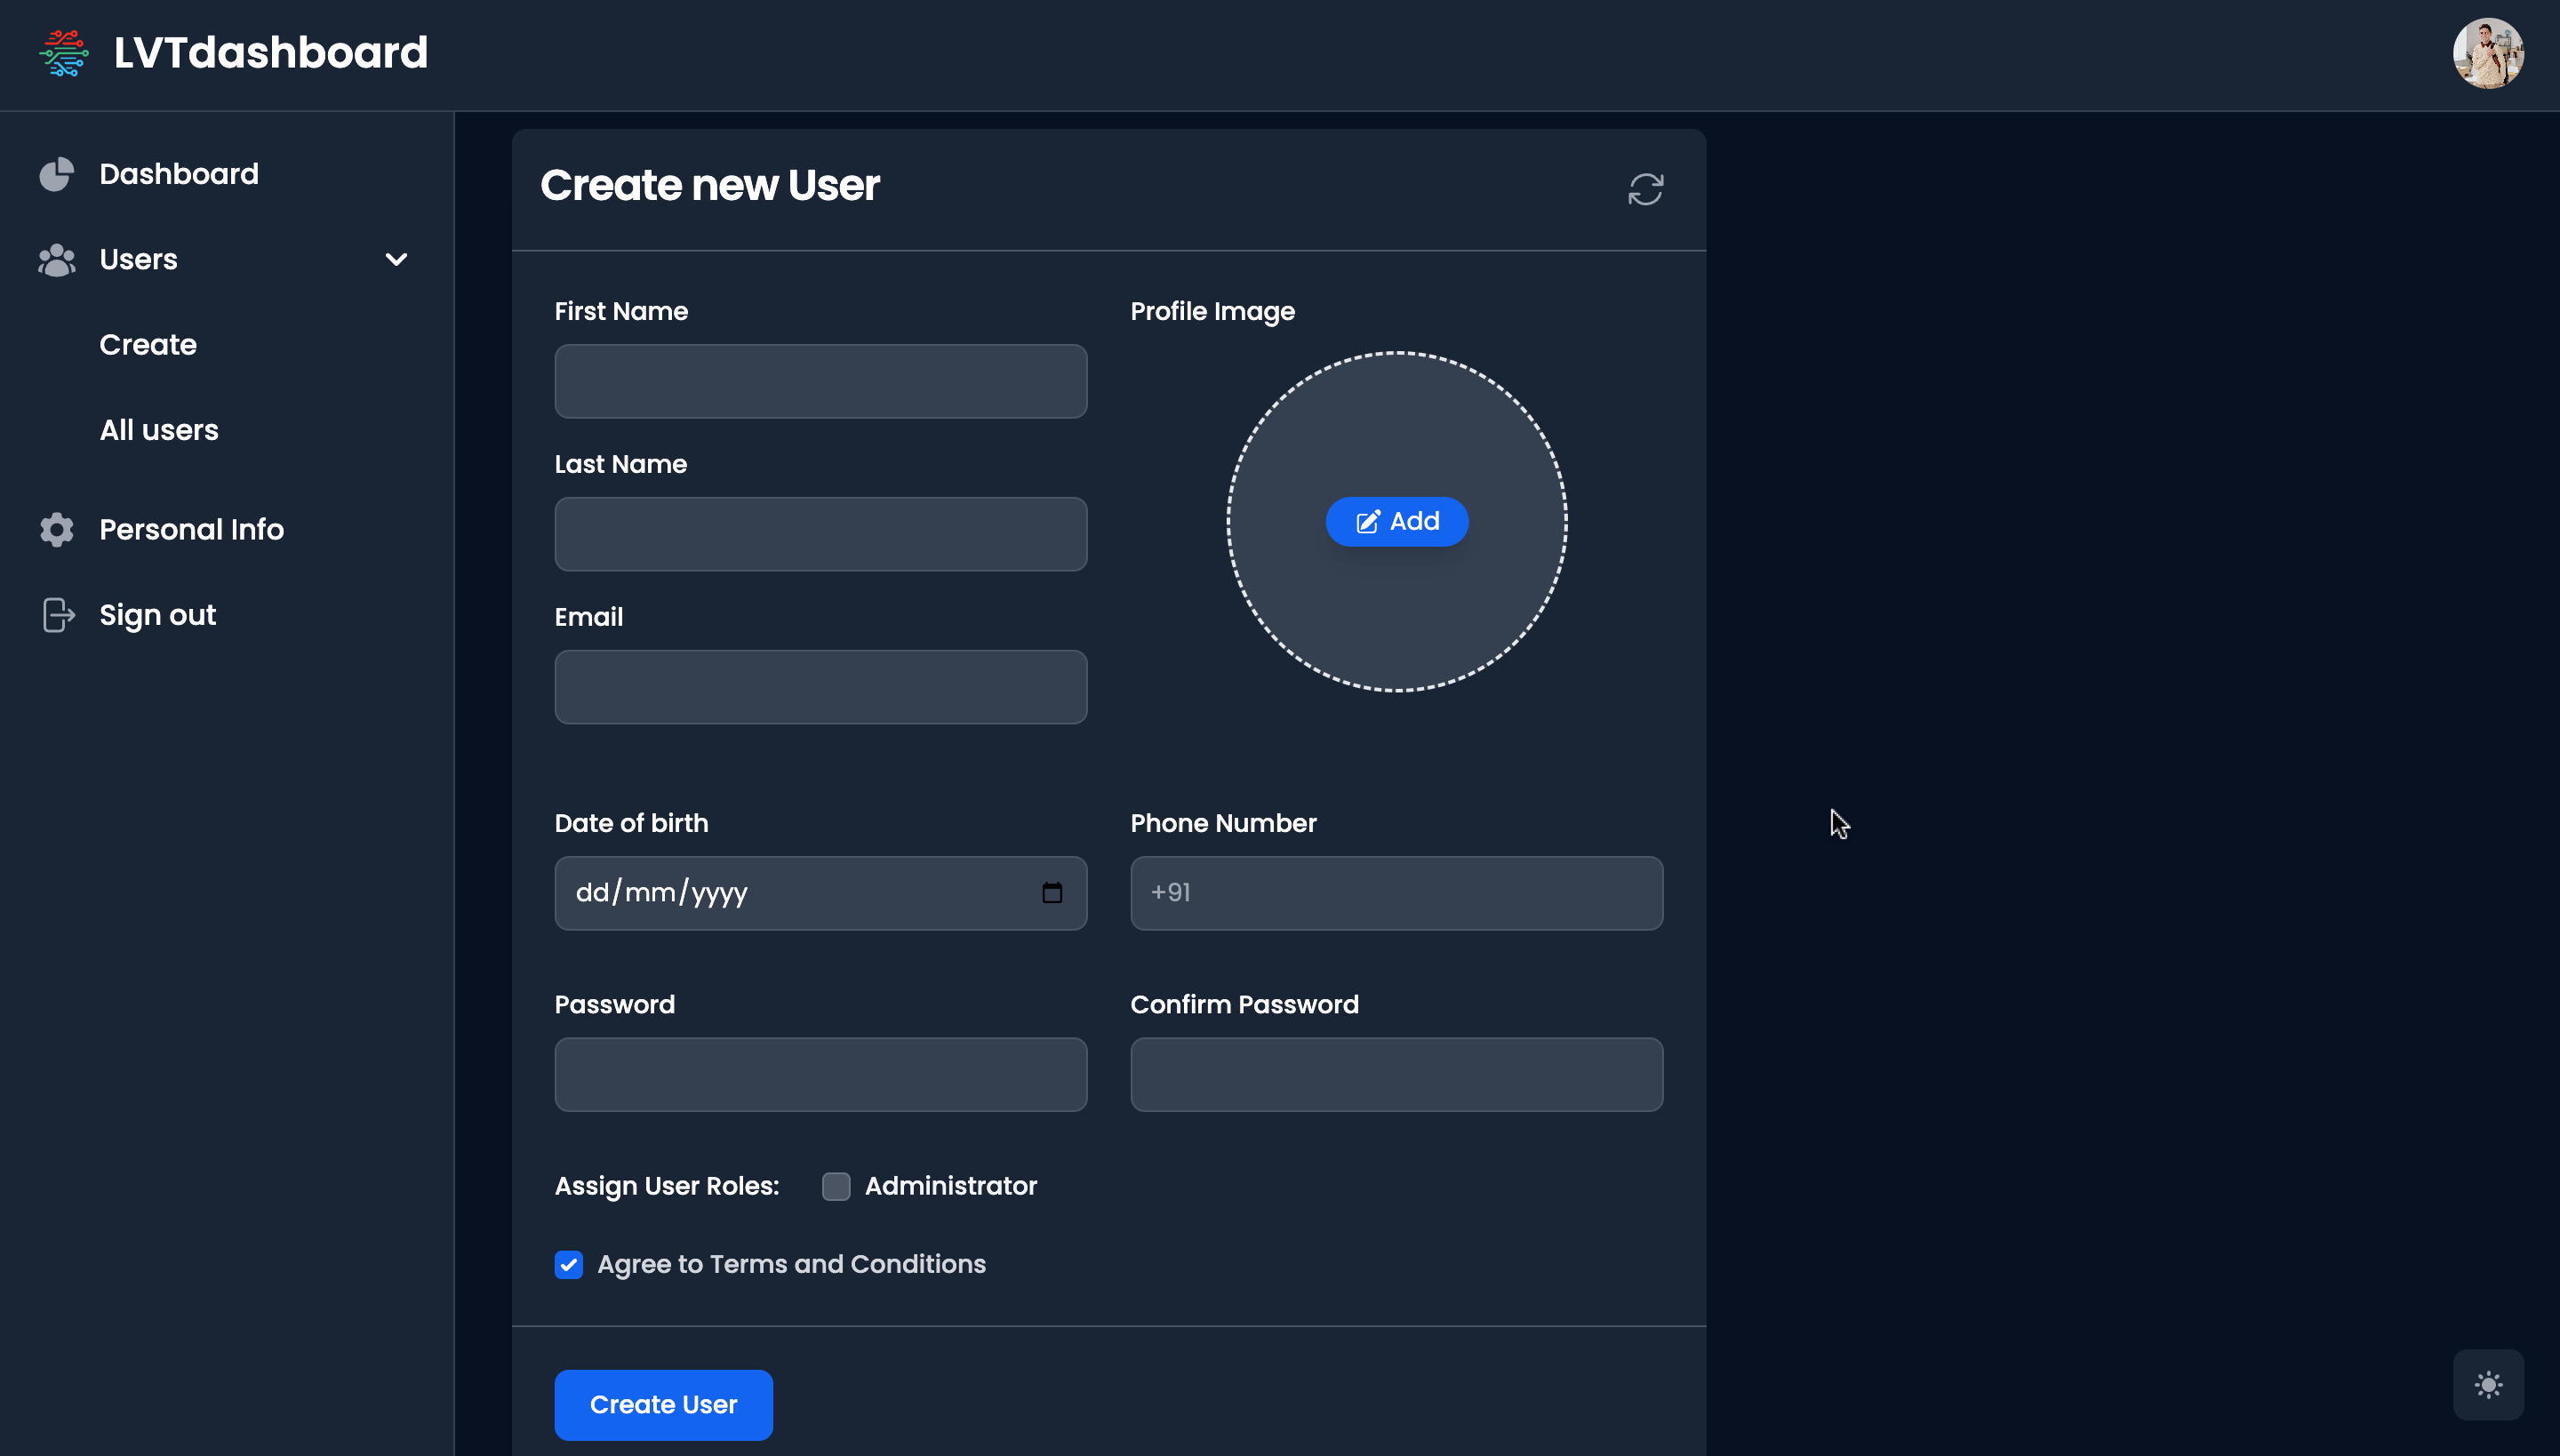 LVTdashboard
Dashboard
Users
Create
All users
Personal Info
Sign out
Create new User
First Name
Profile Image
Add
Last Name
Email
Date of birth
Phone Number
dd/mm/yyyy
+91
Password
Confirm Password
Assign User Roles:
Administrator
Agree to Terms and Conditions
Create User